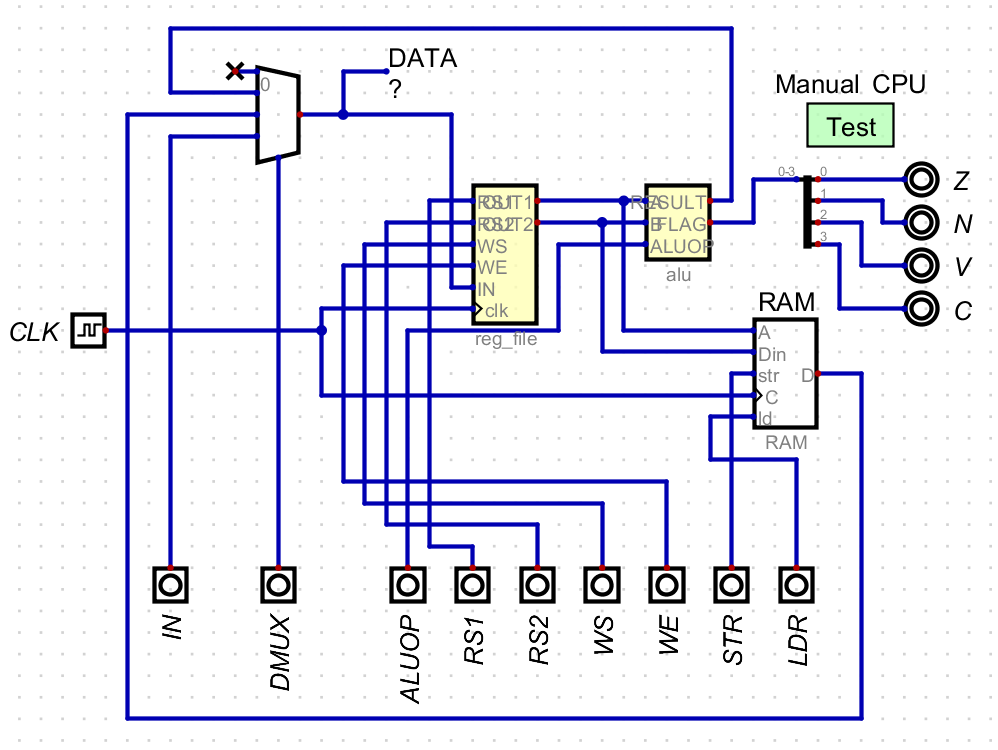 DATA
?
0
Manual CPU
Test
0-3
0
1
2
3
Z
N
V
C
RS1
OUT1
RS2
OUT2
WS
WE
IN
clk
reg_file
A
RESULT
B
FLAG
ALUOP
alu
CLK
RAM
A
Din
str
D
C
ld
RAM
IN
DMUX
ALUOP
RS1
RS2
WS
WE
STR
LDR